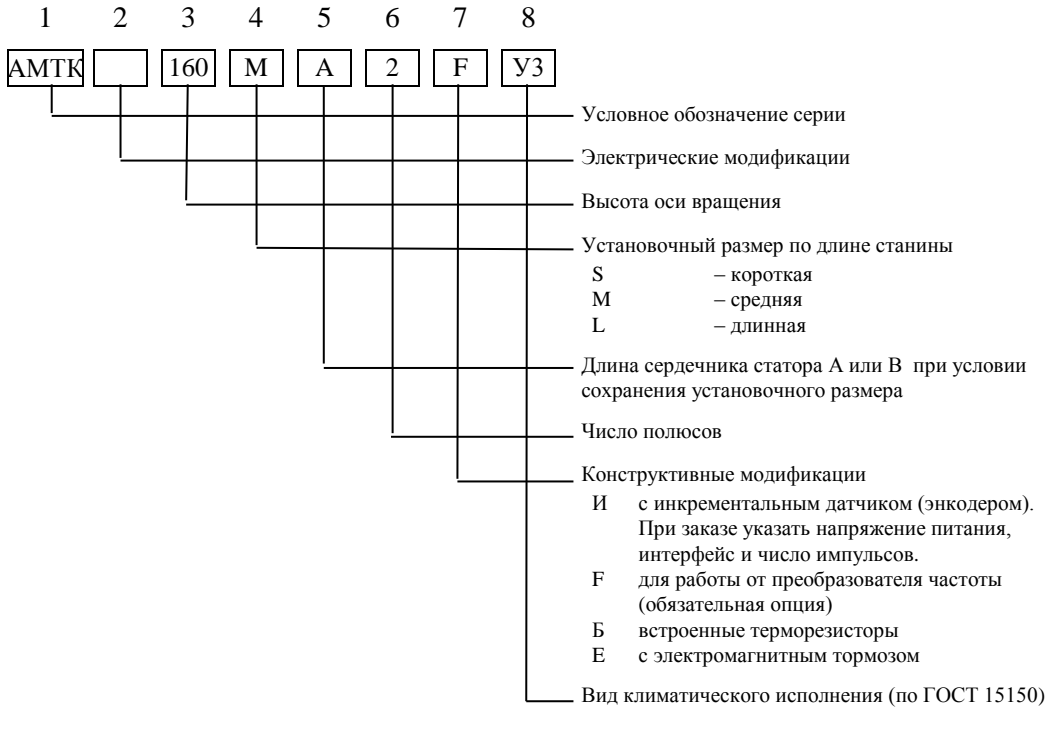 1 2 3 4 5 6 7 8
АМТК 160 М А 2 F У3
Условное обозначение серии
Электрические модификации
Высота оси вращения
Установочный размер по длине станины
S – короткая
M – средняя
L – длинная
Длина сердечника статора А или В при условии
сохранения установочного размера
Число полюсов
Конструктивные модификации
И с инкрементальным датчиком (энкодером).
При заказе указать напряжение питания,
интерфейс и число импульсов.
F для работы от преобразователя частоты
(обязательная опция)
Б встроенные терморезисторы
Е с электромагнитным тормозом
Вид климатического исполнения (по ГОСТ 15150)